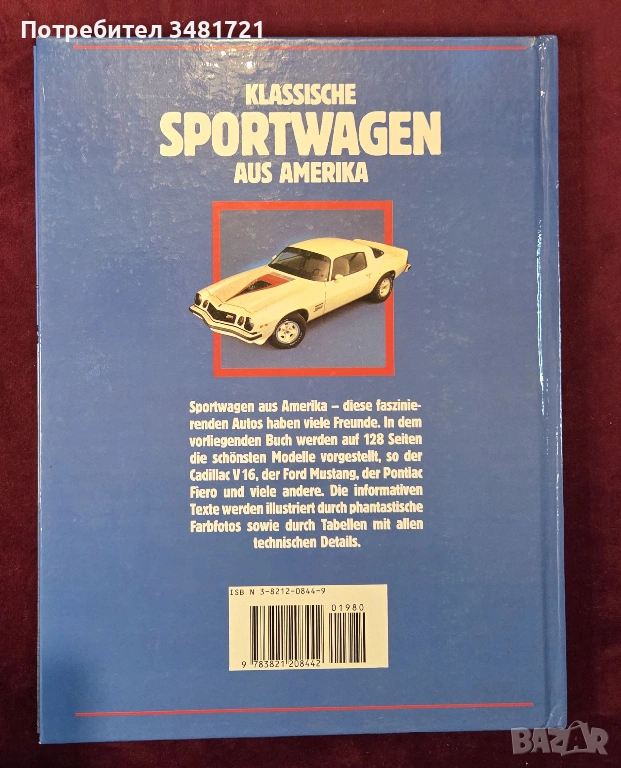 Потребител 3481721
KLASSISCHE
SPORTWAGEN
AUS AMERIKA
Sportwagen aus Amerika – diese faszinie-
renden Autos haben viele Freunde. In dem
vorliegenden Buch werden auf 128 Seiten
die schönsten Modelle vorgestellt, so der
Cadillac V 16, der Ford Mustang, der Pontiac
Fiero und viele andere. Die informativen
Texte werden illustriert durch phantastische
Farbfotos sowie durch Tabellen mit allen
technischen Details.
ISB N 3-8212-0844-9
01980
9 783821 208442
BAZAR